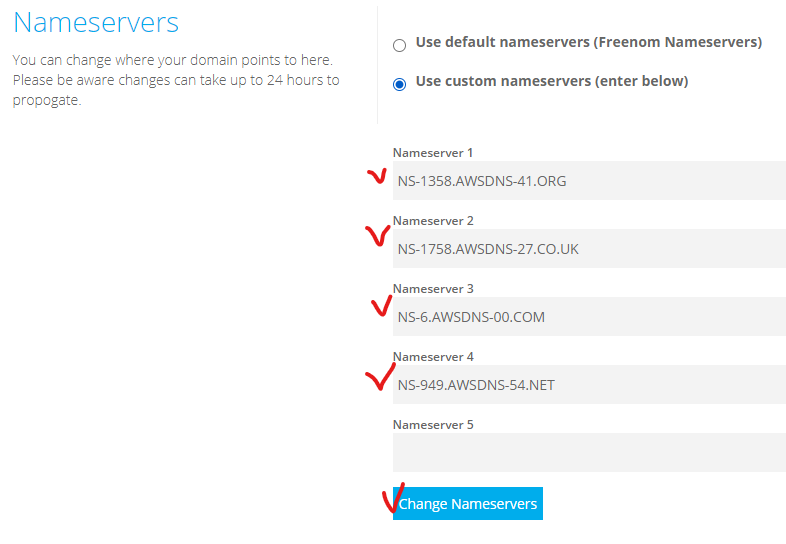 Nameservers
You can change where your domain points to here.
Please be aware changes can take up to 24 hours to
propogate.
Use default nameservers (Freenom Nameservers)
Use custom nameservers (enter below)
Nameserver 1
NS-1358.AWSDNS-41.ORG
Nameserver 2
NS-1758.AWSDNS-27.CO.UK
Nameserver 3
NS-6.AWSDNS-00.COM
Nameserver 4
NS-949.AWSDNS-54.NET
Nameserver 5
Change Nameservers